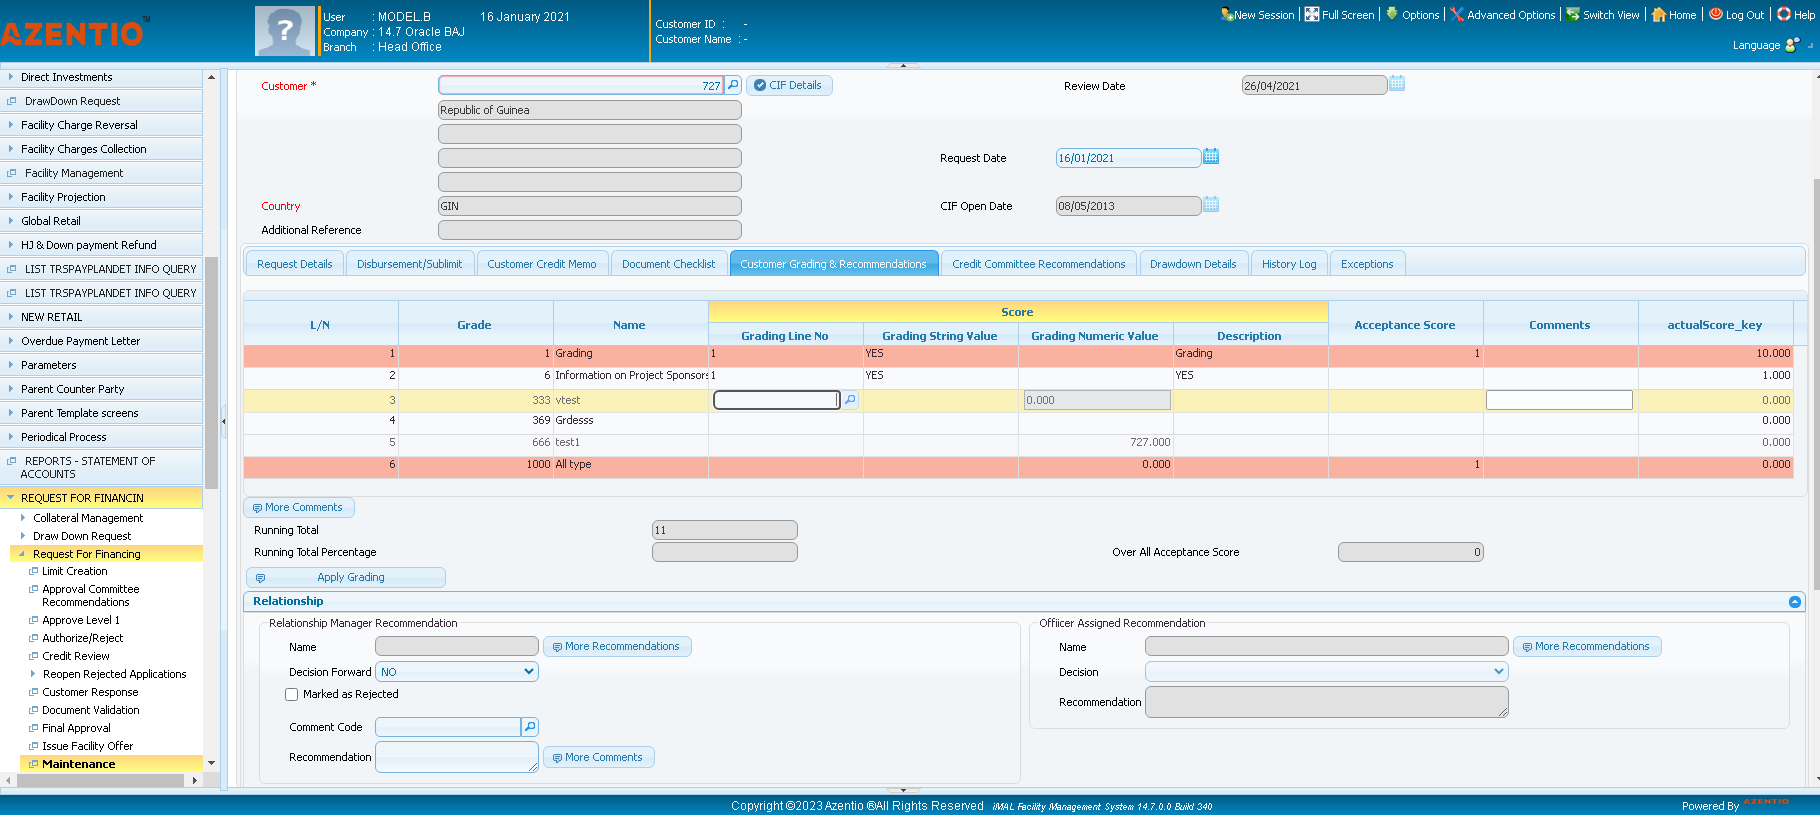 AZENTIO™
User : MODEL.B 16 January 2021
Company : 14.7 Oracle BAJ
Branch : Head Office
Customer ID : -
Customer Name : -
New Session Full Screen Options Advanced Options Switch View Home Log Out Help
Language
Direct Investments
DrawDown Request
Facility Charge Reversal
Facility Charges Collection
Facility Management
Facility Projection
Global Retail
HJ & Down payment Refund
LIST TRSPAYPLANDET INFO QUERY
LIST TRSPAYPLANDET INFO QUERY
NEW RETAIL
Overdue Payment Letter
Parameters
Parent Counter Party
Parent Template screens
Periodical Process
REPORTS - STATEMENT OF
ACCOUNTS
REQUEST FOR FINANCIN
Collateral Management
Draw Down Request
Request For Financing
Limit Creation
Approval Committee
Recommendations
Approve Level 1
Authorize/Reject
Credit Review
Reopen Rejected Applications
Customer Response
Document Validation
Final Approval
Issue Facility Offer
Maintenance
Customer * 727 CIF Details Review Date 26/04/2021
Republic of Guinea
Request Date 16/01/2021
Country GIN CIF Open Date 08/05/2013
Additional Reference
Request Details Disbursement/Sublimit Customer Credit Memo Document Checklist Customer Grading & Recommendations Credit Committee Recommendations Drawdown Details History Log Exceptions
L/N Grade Name Score Acceptance Score Comments actualScore_key
Grading Line No Grading String Value Grading Numeric Value Description
1 1 Grading 1 YES Grading 1 10.000
2 6 Information on Project Sponsors 1 YES YES 1.000
3 333 vtest 0.000 0.000
4 369 Grdesss 0.000
5 666 test1 727.000 0.000
6 1000 All type 0.000 1 0.000
More Comments
Running Total 11
Running Total Percentage Over All Acceptance Score 0
Apply Grading
Relationship
Relationship Manager Recommendation
Name More Recommendations
Decision Forward NO
Marked as Rejected
Comment Code
Recommendation More Comments
Offiicer Assigned Recommendation
Name More Recommendations
Decision
Recommendation
Copyright ©2023 Azentio ®All Rights Reserved iMAL Facility Management System 14.7.0.0 Build 340
Powered By AZENTIO